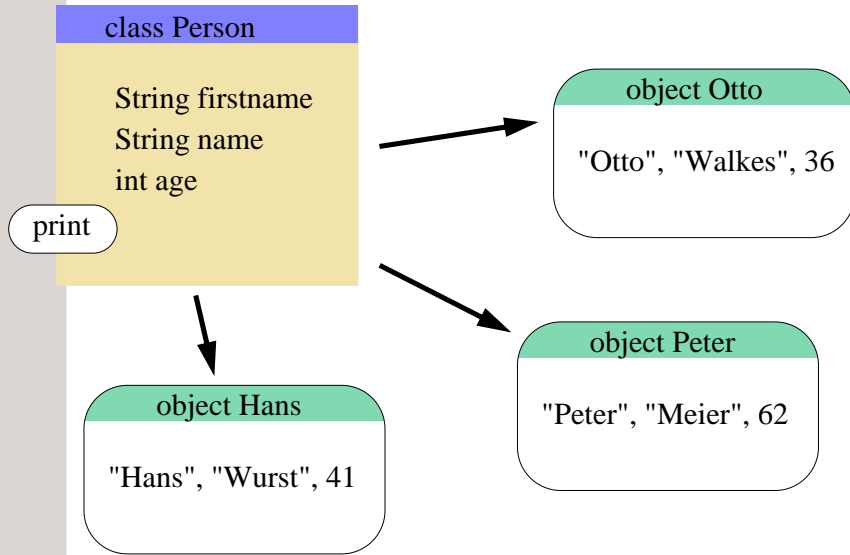 class Person
String firstname
String name
int age
print
object Otto
"Otto", "Walkes", 36
object Peter
"Peter", "Meier", 62
object Hans
"Hans", "Wurst", 41